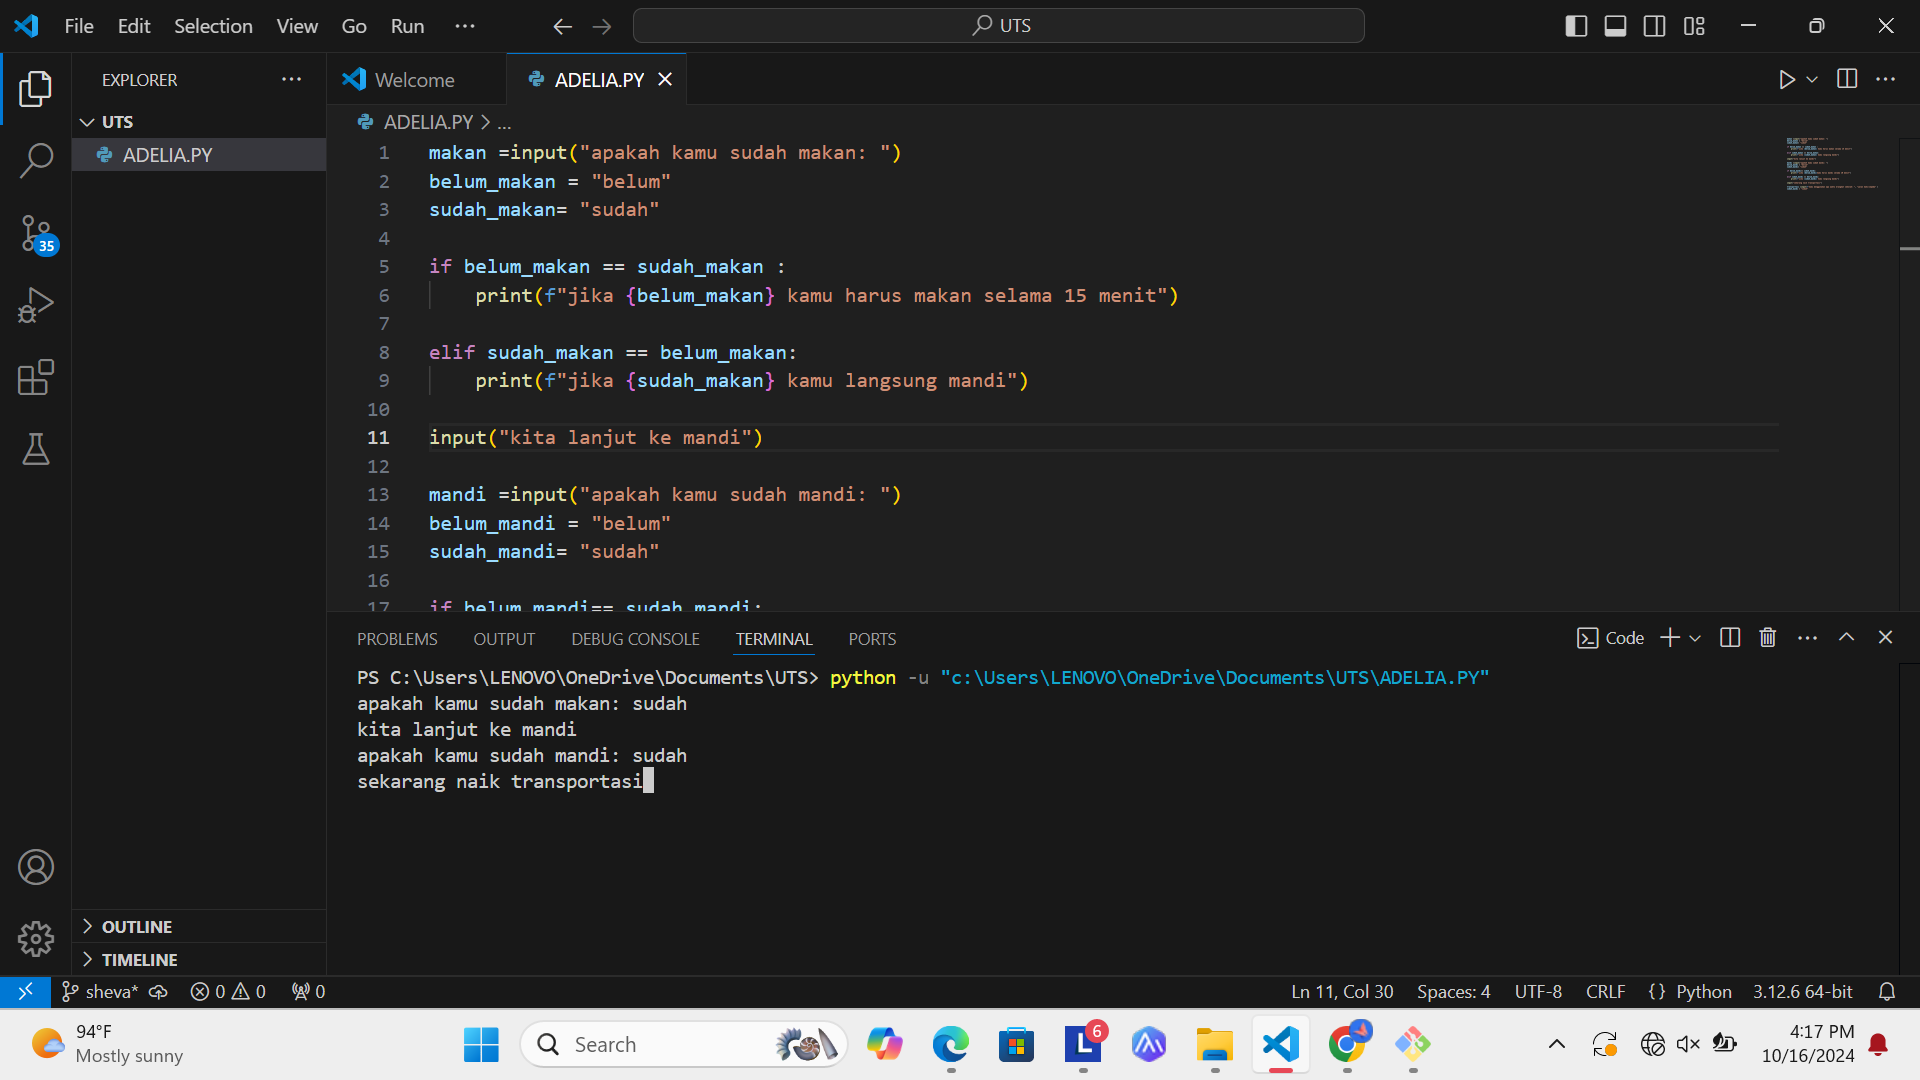 File Edit Selection View Go Run ...
UTS
EXPLORER ...
Welcome
ADELIA.PY
UTS
ADELIA.PY
ADELIA.PY > ...
1 makan =input("apakah kamu sudah makan: ")
2 belum_makan = "belum"
3 sudah_makan= "sudah"
4
5 if belum_makan == sudah_makan :
6 print(f"jika {belum_makan} kamu harus makan selama 15 menit")
7
8 elif sudah_makan == belum_makan:
9 print(f"jika {sudah_makan} kamu langsung mandi")
10
11 input("kita lanjut ke mandi")
12
13 mandi =input("apakah kamu sudah mandi: ")
14 belum_mandi = "belum"
15 sudah_mandi= "sudah"
16
17 if belum_mandi== sudah_mandi:
35
PROBLEMS OUTPUT DEBUG CONSOLE TERMINAL PORTS
Code
PS C:\Users\LENOVO\OneDrive\Documents\UTS> python -u "c:\Users\LENOVO\OneDrive\Documents\UTS\ADELIA.PY"
apakah kamu sudah makan: sudah
kita lanjut ke mandi
apakah kamu sudah mandi: sudah
sekarang naik transportasi
OUTLINE
TIMELINE
sheva* 0 0 0
Ln 11, Col 30 Spaces: 4 UTF-8 CRLF {} Python 3.12.6 64-bit
94°F
Mostly sunny
Search
L
6
4:17 PM
10/16/2024